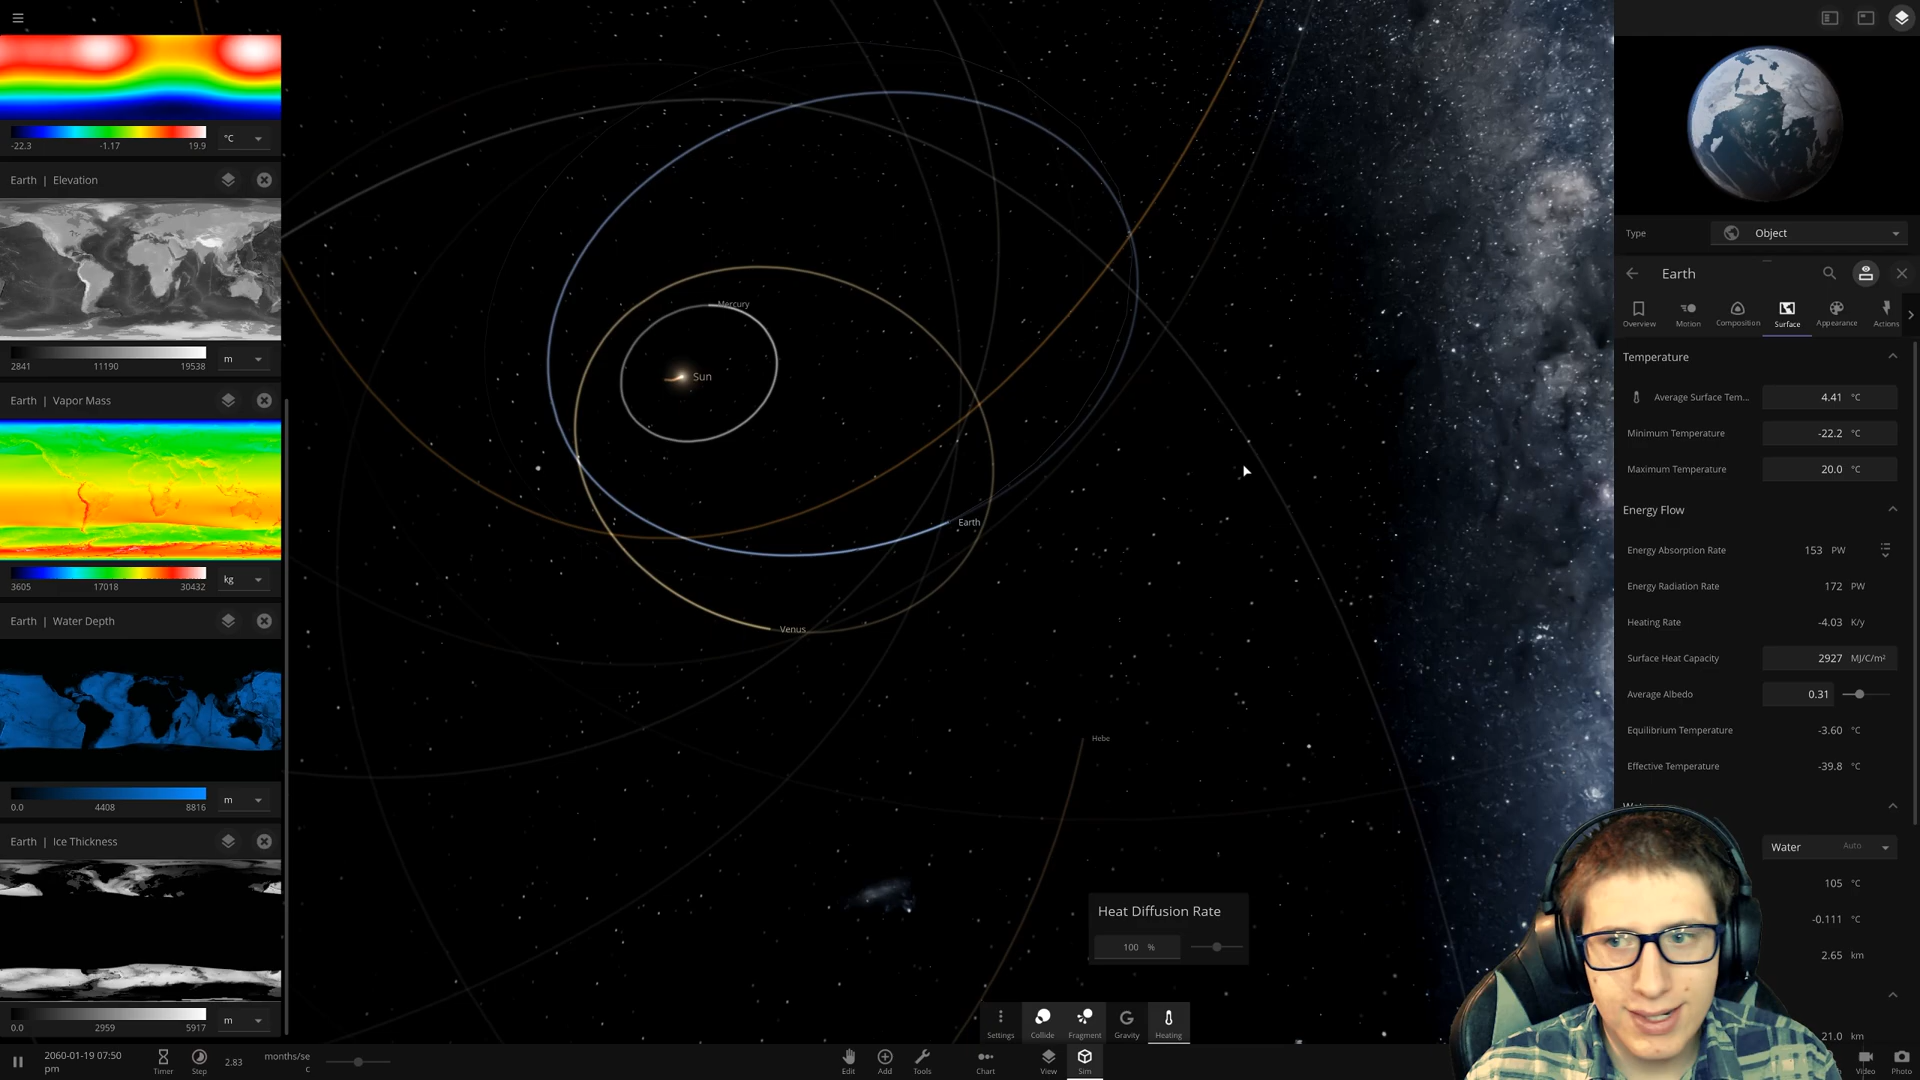 -22.3 -1.17 19.9 °C
Earth | Elevation
2841 11190 19538 m
Earth | Vapor Mass
3605 17018 30432 kg
Earth | Water Depth
0.0 4408 8816 m
Earth | Ice Thickness
0.0 2959 5917 m
2060-01-19 07:50 pm
Timer
Step
2.83
months/sec
Mercury
Sun
Earth
Venus
Hebe
Heat Diffusion Rate
100 %
Settings
Collide
Fragment
Gravity
Heating
Edit
Add
Tools
Chart
View
Sim
Type Object
Earth
Overview
Motion
Composition
Surface
Appearance
Actions
Temperature
Average Surface Tem... 4.41 °C
Minimum Temperature -22.2 °C
Maximum Temperature 20.0 °C
Energy Flow
Energy Absorption Rate 153 PW
Energy Radiation Rate 172 PW
Heating Rate -4.03 K/y
Surface Heat Capacity 2927 MJ/C/m²
Average Albedo 0.31
Equilibrium Temperature -3.60 °C
Effective Temperature -39.8 °C
Water Auto
105 °C
-0.111 °C
2.65 km
21.0 km
Video
Photo